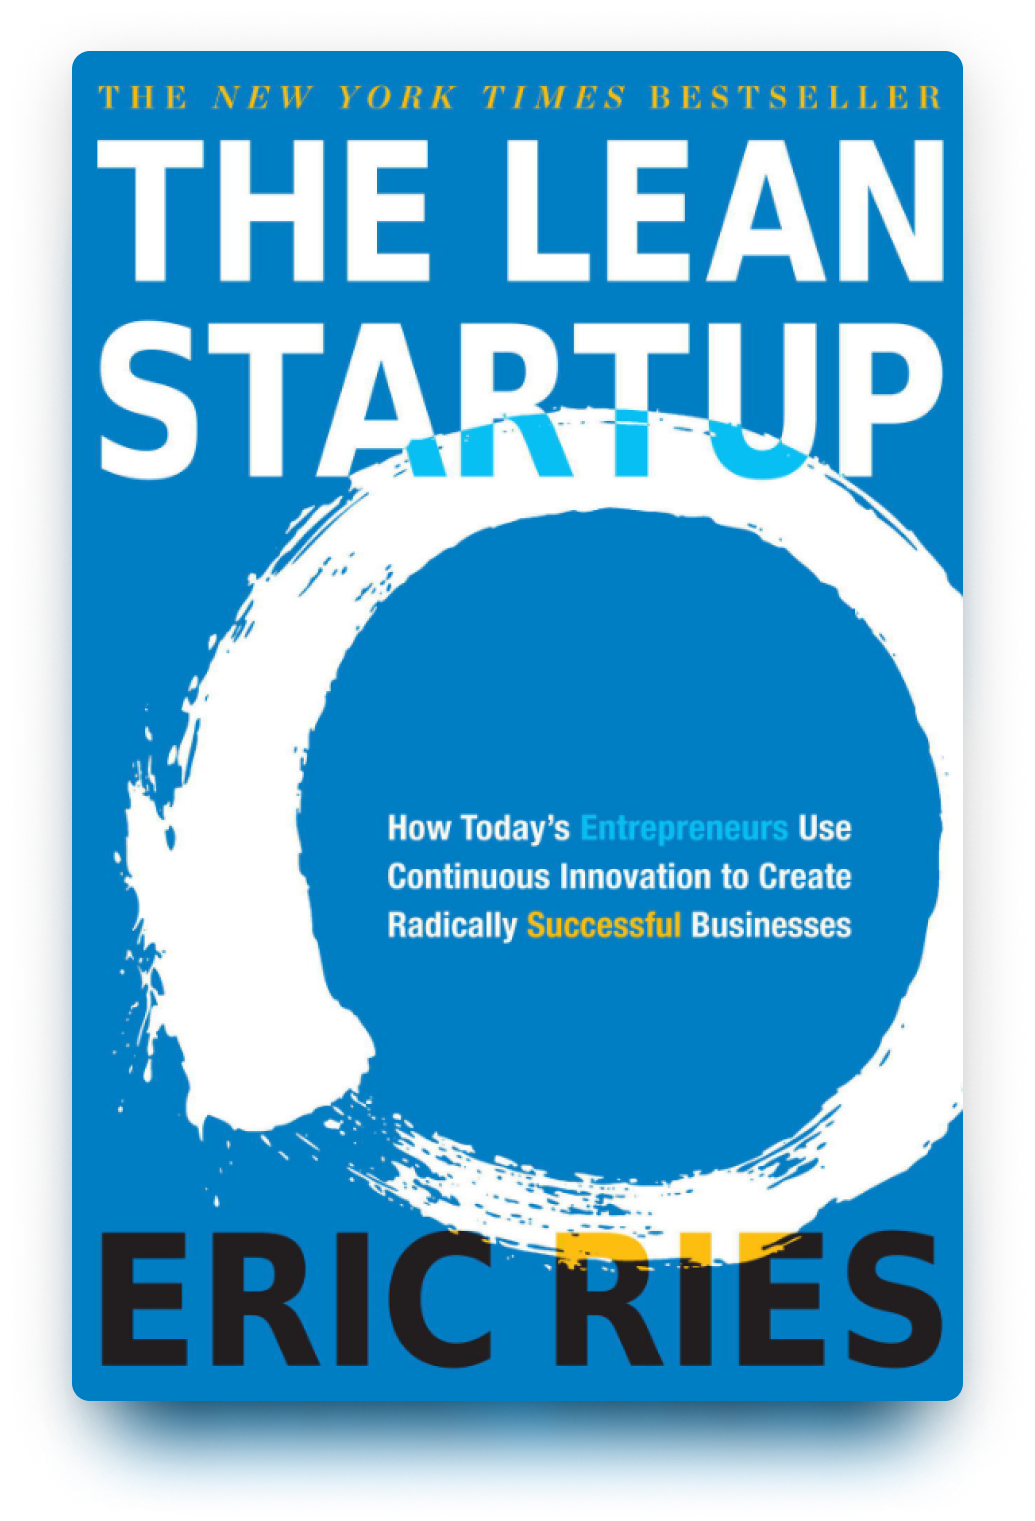 THE NEW YORK TIMES BESTSELLER
THE LEAN
STARTUP
How Today’s Entrepreneurs Use
Continuous Innovation to Create
Radically Successful Businesses
ERIC RIES